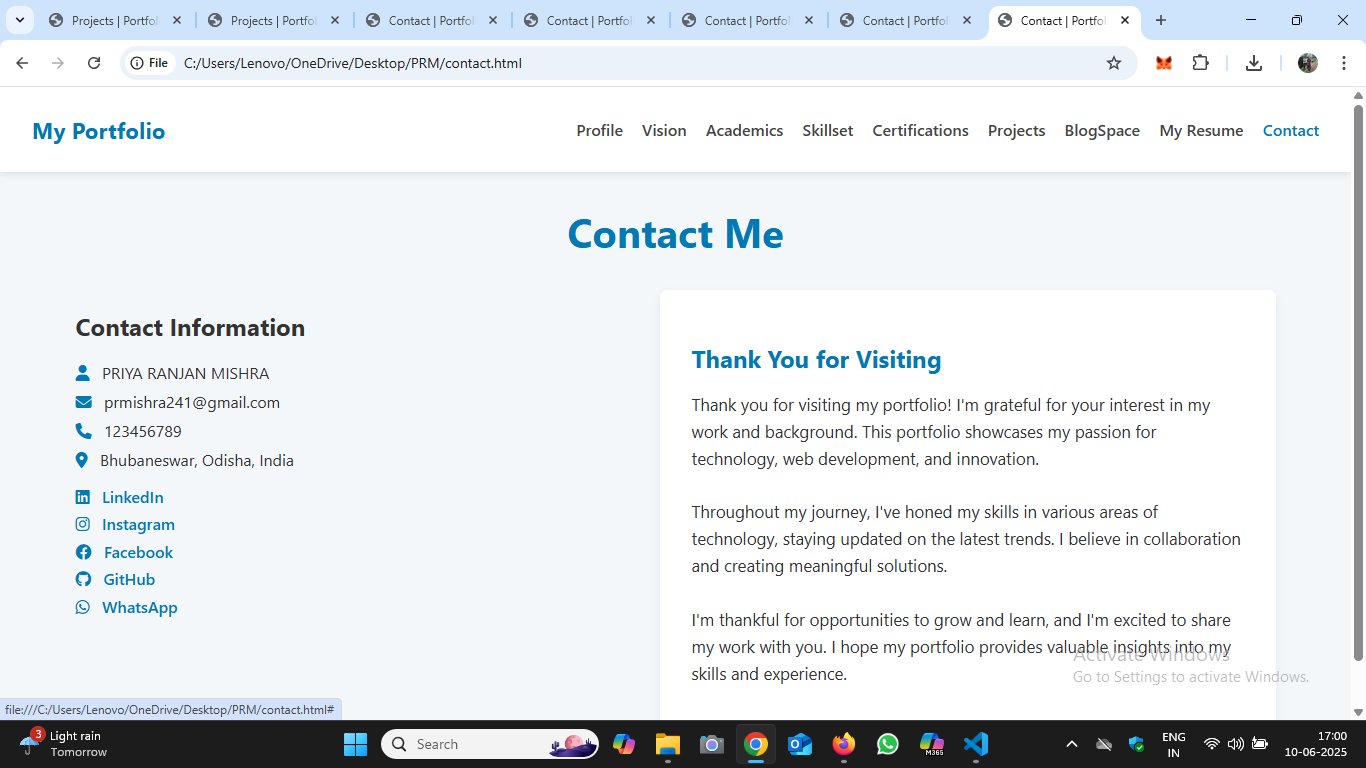 Projects | Portfol
Projects | Portfol
Contact | Portfol
Contact | Portfol
Contact | Portfol
Contact | Portfol
Contact | Portfol
File
C:/Users/Lenovo/OneDrive/Desktop/PRM/contact.html
My Portfolio
Profile Vision Academics Skillset Certifications Projects BlogSpace My Resume Contact
Contact Me
Contact Information
PRIYA RANJAN MISHRA
prmishra241@gmail.com
123456789
Bhubaneswar, Odisha, India
LinkedIn
Instagram
Facebook
GitHub
WhatsApp
Thank You for Visiting
Thank you for visiting my portfolio! I'm grateful for your interest in my
work and background. This portfolio showcases my passion for
technology, web development, and innovation.
Throughout my journey, I've honed my skills in various areas of
technology, staying updated on the latest trends. I believe in collaboration
and creating meaningful solutions.
I'm thankful for opportunities to grow and learn, and I'm excited to share
my work with you. I hope my portfolio provides valuable insights into my
skills and experience.
Activate Windows
Go to Settings to activate Windows.
file:///C:/Users/Lenovo/OneDrive/Desktop/PRM/contact.html#
3
Light rain
Tomorrow
Search
M365
ENG
IN
17:00
10-06-2025